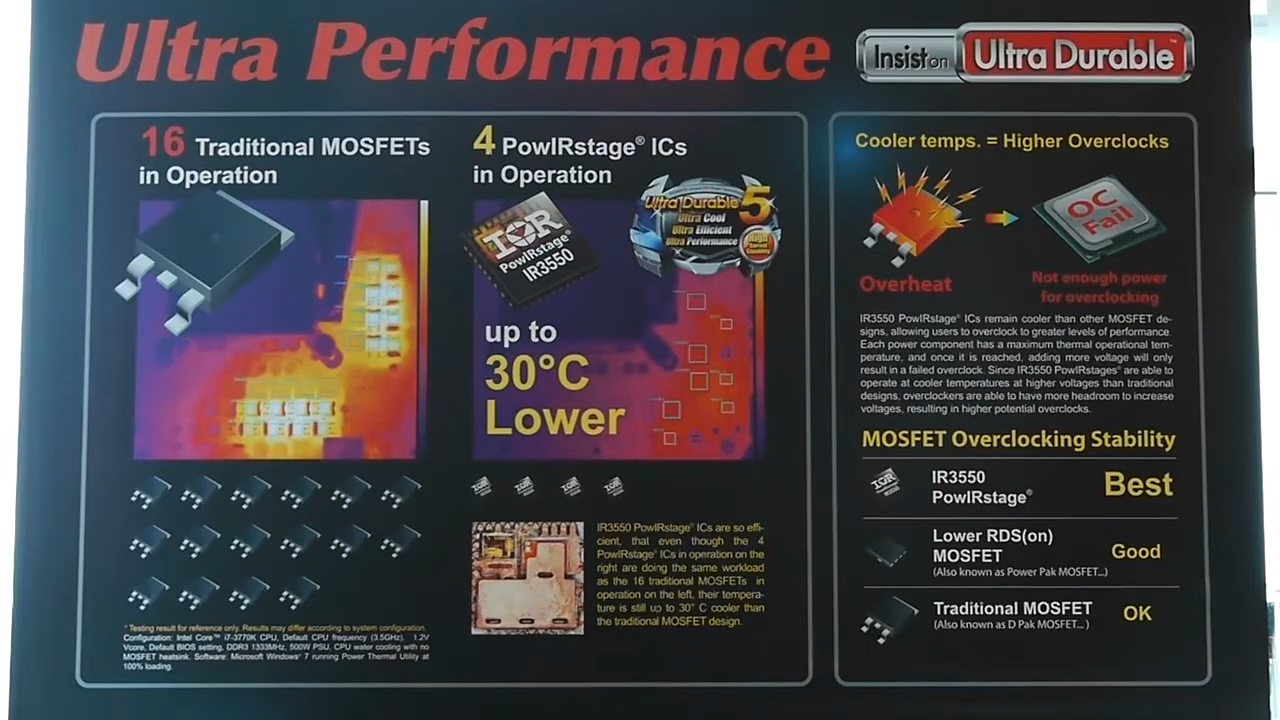 Ultra Performance
Insist on Ultra Durable™
16 Traditional MOSFETs
in Operation
4 PowIRstage® ICs
in Operation
IOR
PowIRstage®
IR3550
Ultra Durable 5
Ultra Cool
Ultra Efficient
Ultra Performance
High
Current
Capability
up to
30°C
Lower
IR3550 PowIRstage® ICs are so effi-
cient, that even though the 4
PowIRstage® ICs in operation on the
right are doing the same workload
as the 16 traditional MOSFETs in
operation on the left, their tempera-
ture is still up to 30° C cooler than
the traditional MOSFET design.
* Testing result for reference only. Results may differ according to system configuration.
Configuration: Intel Core™ i7-3770K CPU, Default CPU frequency (3.5GHz), 1.2V
Vcore, Default BIOS setting, DDR3 1333MHz, 500W PSU, CPU water cooling with no
MOSFET heatsink. Software: Microsoft Windows® 7 running Power Thermal Utility at
100% loading.
Cooler temps. = Higher Overclocks
OC
Fail
Overheat
Not enough power
for overclocking
IR3550 PowIRstage® ICs remain cooler than other MOSFET de-
signs, allowing users to overclock to greater levels of performance.
Each power component has a maximum thermal operational tem-
perature, and once it is reached, adding more voltage will only
result in a failed overclock. Since IR3550 PowIRstages® are able to
operate at cooler temperatures at higher voltages than traditional
designs, overclockers are able to have more headroom to increase
voltages, resulting in higher potential overclocks.
MOSFET Overclocking Stability
IR3550
PowIRstage®
Best
Lower RDS(on)
MOSFET
(Also known as Power Pak MOSFET...)
Good
Traditional MOSFET
(Also known as D Pak MOSFET... )
OK